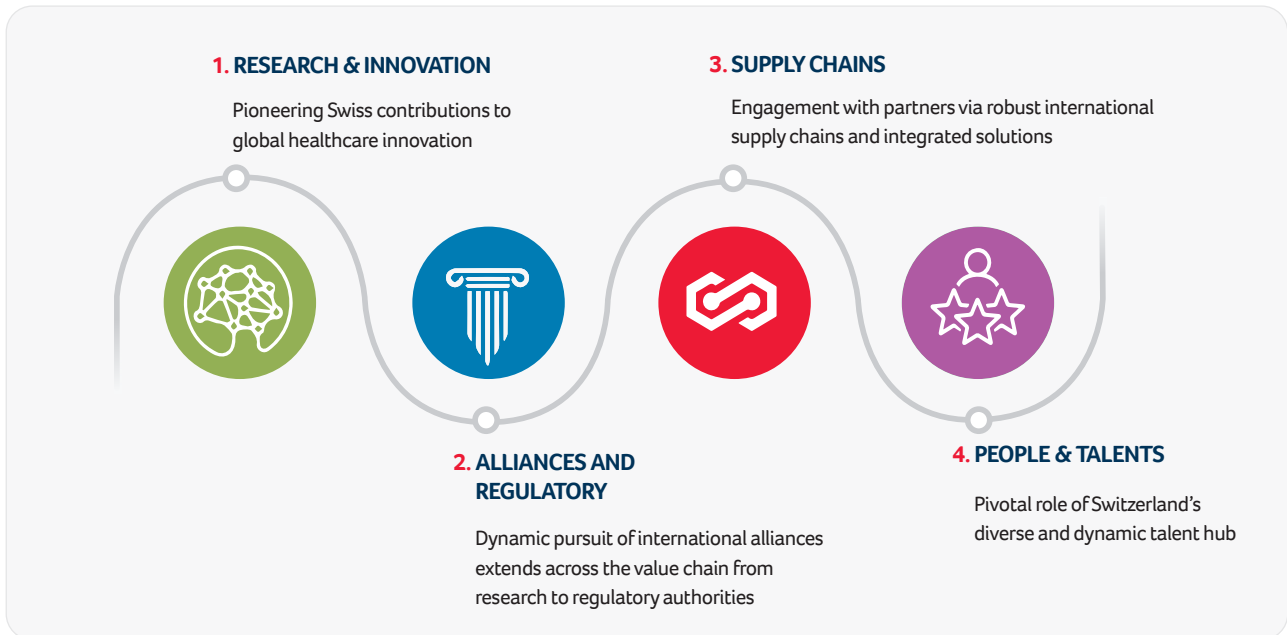 1. RESEARCH & INNOVATION
Pioneering Swiss contributions to
global healthcare innovation
2. ALLIANCES AND
REGULATORY
Dynamic pursuit of international alliances
extends across the value chain from
research to regulatory authorities
3. SUPPLY CHAINS
Engagement with partners via robust international
supply chains and integrated solutions
4. PEOPLE & TALENTS
Pivotal role of Switzerland’s
diverse and dynamic talent hub